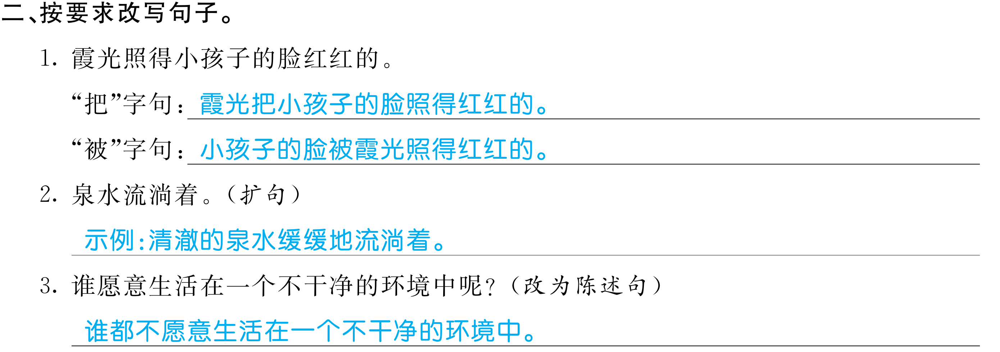 二、按要求改写句子。
1. 霞光照得小孩子的脸红红的。
“把”字句：霞光把小孩子的脸照得红红的。
“被”字句：小孩子的脸被霞光照得红红的。
2. 泉水流淌着。（扩句）
示例：清澈的泉水缓缓地流淌着。
3. 谁愿意生活在一个不干净的环境中呢？（改为陈述句）
谁都不愿意生活在一个不干净的环境中。